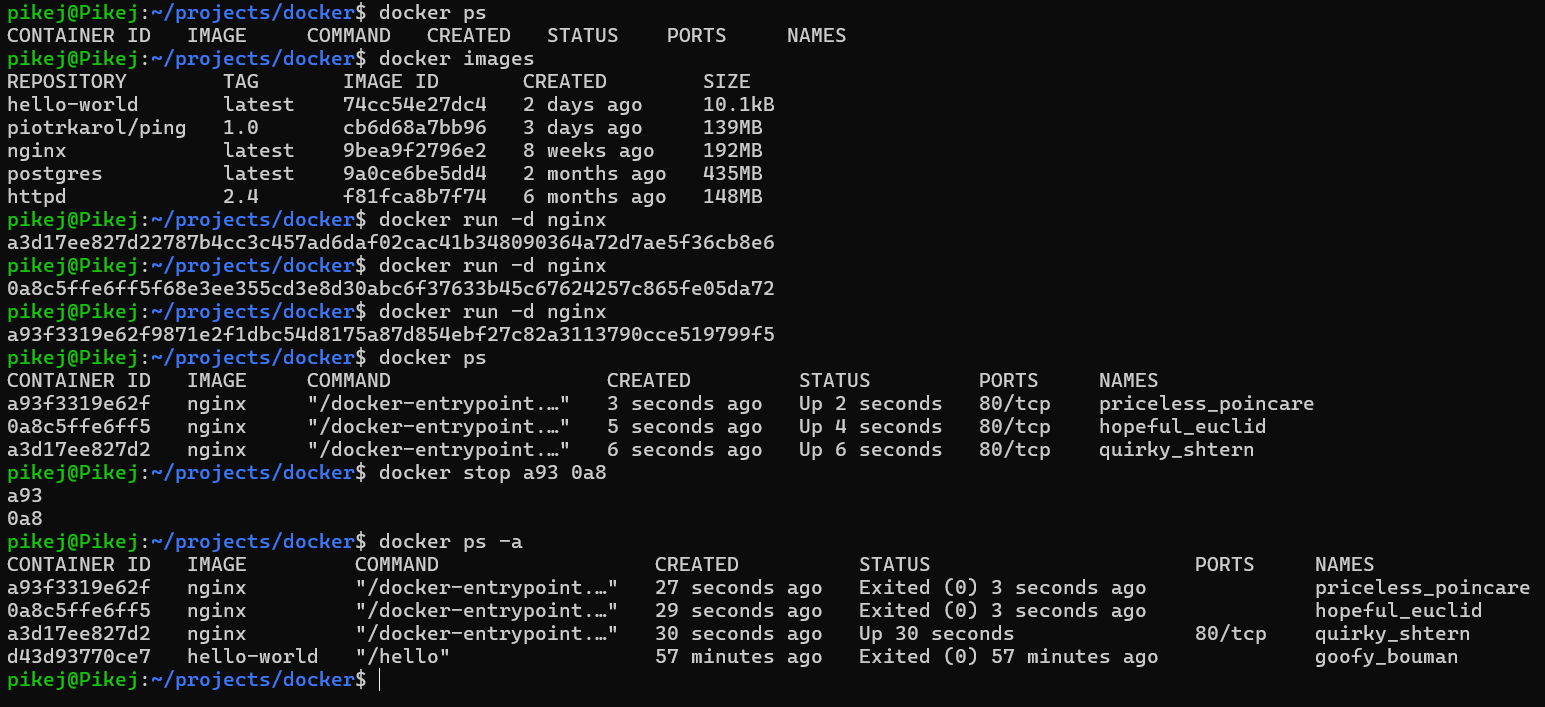 pikej@Pikej:~/projects/docker$ docker ps
CONTAINER ID   IMAGE     COMMAND   CREATED   STATUS    PORTS     NAMES
pikej@Pikej:~/projects/docker$ docker images
REPOSITORY        TAG       IMAGE ID       CREATED        SIZE
hello-world       latest    74cc54e27dc4   2 days ago     10.1kB
piotrkarol/ping   1.0       cb6d68a7bb96   3 days ago     139MB
nginx             latest    9bea9f2796e2   8 weeks ago    192MB
postgres          latest    9a0ce6be5dd4   2 months ago   435MB
httpd             2.4       f81fca8b7f74   6 months ago   148MB
pikej@Pikej:~/projects/docker$ docker run -d nginx
a3d17ee827d22787b4cc3c457ad6daf02cac41b348090364a72d7ae5f36cb8e6
pikej@Pikej:~/projects/docker$ docker run -d nginx
0a8c5ffe6ff5f68e3ee355cd3e8d30abc6f37633b45c67624257c865fe05da72
pikej@Pikej:~/projects/docker$ docker run -d nginx
a93f3319e62f9871e2f1dbc54d8175a87d854ebf27c82a3113790cce519799f5
pikej@Pikej:~/projects/docker$ docker ps
CONTAINER ID   IMAGE     COMMAND                  CREATED         STATUS         PORTS     NAMES
a93f3319e62f   nginx     "/docker-entrypoint.…"   3 seconds ago   Up 2 seconds   80/tcp    priceless_poincare
0a8c5ffe6ff5   nginx     "/docker-entrypoint.…"   5 seconds ago   Up 4 seconds   80/tcp    hopeful_euclid
a3d17ee827d2   nginx     "/docker-entrypoint.…"   6 seconds ago   Up 6 seconds   80/tcp    quirky_shtern
pikej@Pikej:~/projects/docker$ docker stop a93 0a8
a93
0a8
pikej@Pikej:~/projects/docker$ docker ps -a
CONTAINER ID   IMAGE         COMMAND                  CREATED          STATUS                      PORTS     NAMES
a93f3319e62f   nginx         "/docker-entrypoint.…"   27 seconds ago   Exited (0) 3 seconds ago              priceless_poincare
0a8c5ffe6ff5   nginx         "/docker-entrypoint.…"   29 seconds ago   Exited (0) 3 seconds ago              hopeful_euclid
a3d17ee827d2   nginx         "/docker-entrypoint.…"   30 seconds ago   Up 30 seconds               80/tcp    quirky_shtern
d43d93770ce7   hello-world   "/hello"                 57 minutes ago   Exited (0) 57 minutes ago             goofy_bouman
pikej@Pikej:~/projects/docker$